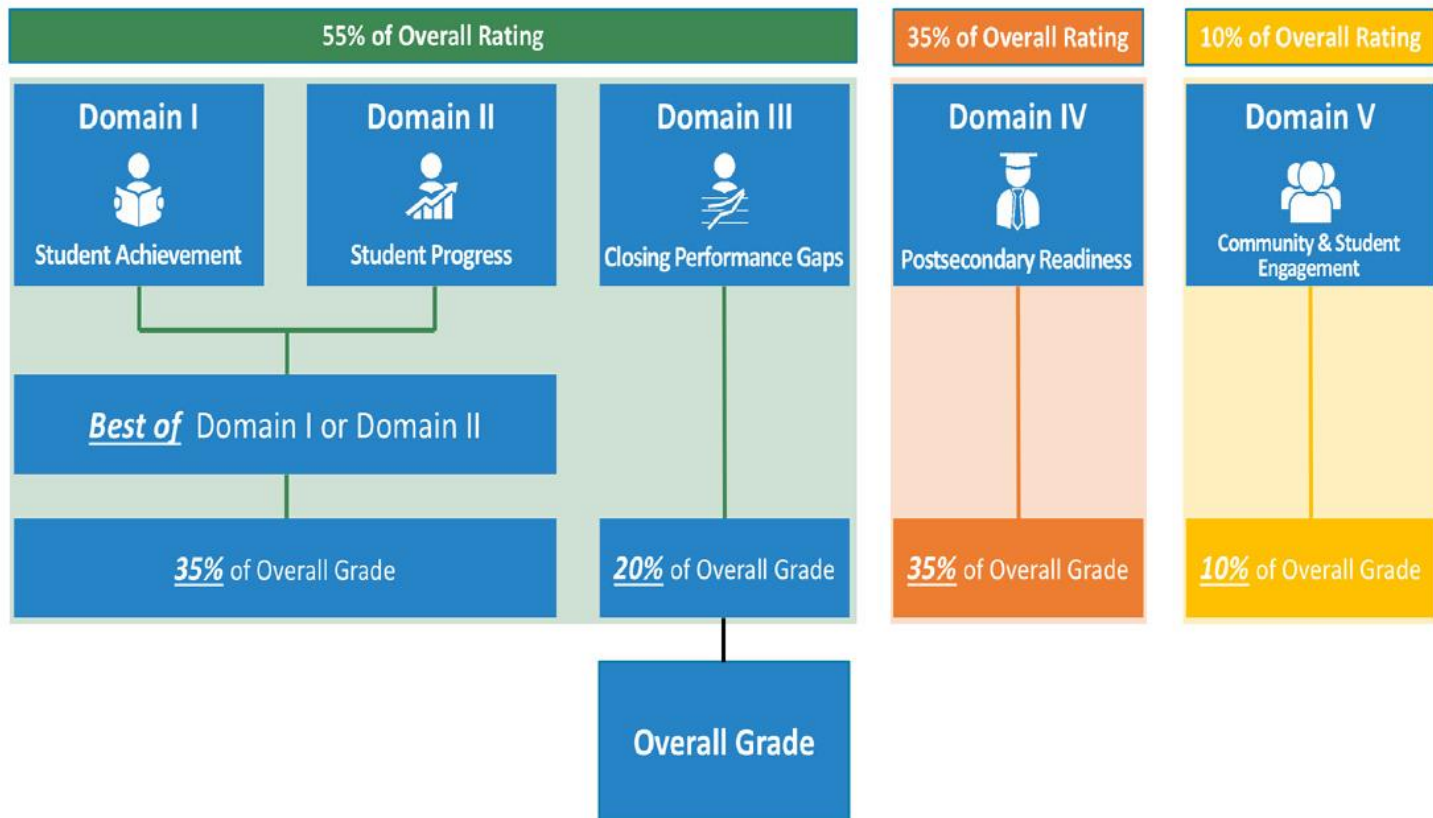 55% of Overall Rating
35% of Overall Rating
10% of Overall Rating
Domain I
Student Achievement
Domain II
Student Progress
Domain III
Closing Performance Gaps
Domain IV
Postsecondary Readiness
Domain V
Community & Student
Engagement
Best of Domain I or Domain II
35% of Overall Grade
20% of Overall Grade
35% of Overall Grade
10% of Overall Grade
Overall Grade